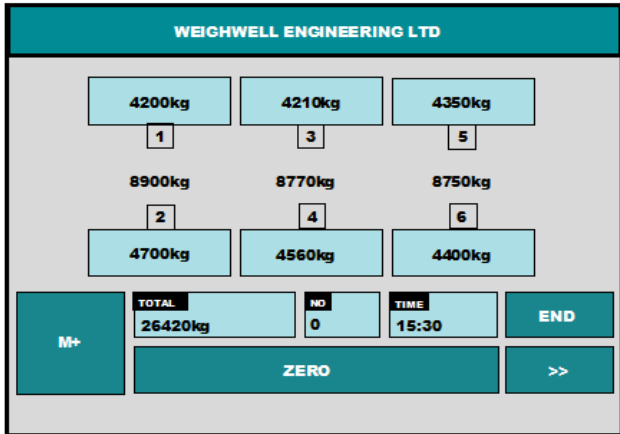 WEIGHWELL ENGINEERING LTD
4200kg 4210kg 4350kg
1 3 5
8900kg 8770kg 8750kg
2 4 6
4700kg 4560kg 4400kg
TOTAL NO TIME
26420kg 0 15:30
END
M+
ZERO >>